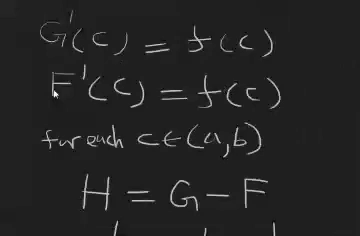 G'(c) = f(c)
F'(c) = f(c)
for each c∈(a,b)
H = G - F